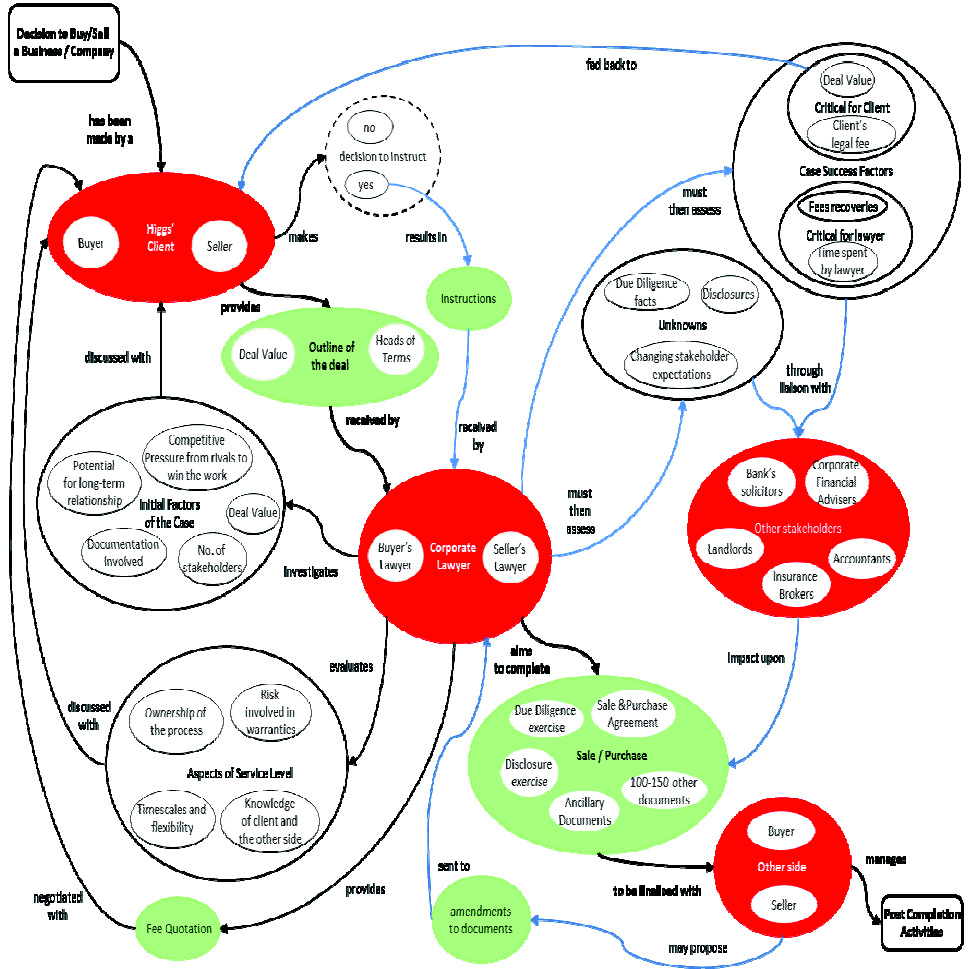 Decision to Buy/Sell
a Business / Company
has been
made by a
Higgs'
Client
Buyer
Seller
makes
no
decision to instruct
yes
results in
Instructions
received
by
fed back to
Deal Value
Critical for Client
Client's
legal fee
Case Success Factors
Fees recoveries
Critical for lawyer
Time spent
by lawyer
must
then assess
provides
Deal Value
Outline of
the deal
Heads of
Terms
received by
Due Diligence
facts
Disclosures
Unknowns
Changing stakeholder
expectations
through
liaison with
discussed with
Competitive
Pressure from rivals to
win the work
Potential
for long-term
relationship
Initial Factors
of the Case
Deal Value
Documentation
involved
No. of
stakeholders
Investigates
Buyer's
Lawyer
Corporate
Lawyer
Seller's
Lawyer
must
then
assess
Bank's
solicitors
Corporate
Financial
Advisers
Other stakeholders
Landlords
Accountants
Insurance
Brokers
Impact upon
evaluates
aims
to complete
discussed
with
Ownership of
the process
Risk
involved in
warranties
Aspects of Service Level
Timescales and
flexibility
Knowledge
of client and
the other side
Due Diligence
exercise
Sale &Purchase
Agreement
Sale / Purchase
Disclosure
exercise
100-150 other
documents
Ancillary
Documents
to be finalised with
Buyer
Other side
Seller
manages
Post Completion
Activities
may propose
amendments
to documents
sent to
provides
Fee Quotation
negotiated
with